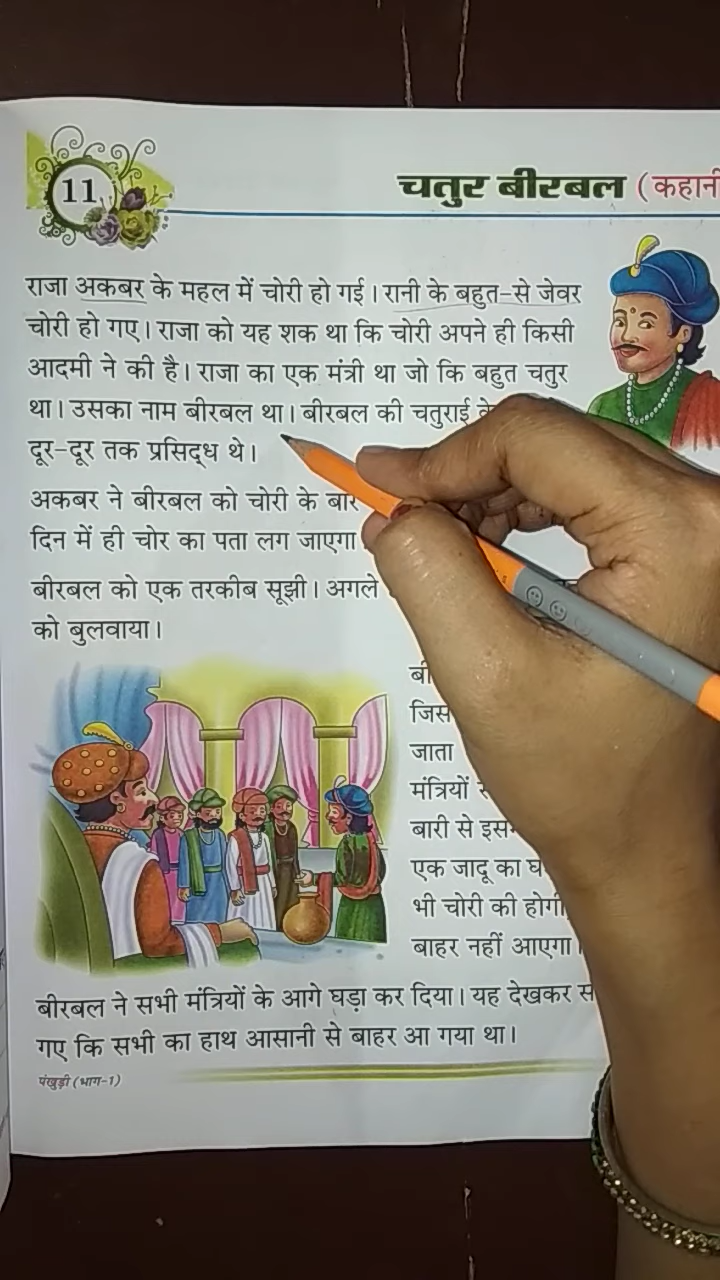 11
चतुर बीरबल (कहानी
राजा अकबर के महल में चोरी हो गई। रानी के बहुत-से जेवर
चोरी हो गए। राजा को यह शक था कि चोरी अपने ही किसी
आदमी ने की है। राजा का एक मंत्री था जो कि बहुत चतुर
था। उसका नाम बीरबल था। बीरबल की चतुराई
दूर-दूर तक प्रसिद्ध थे।
अकबर ने बीरबल को चोरी के
दिन में ही चोर का पता लग जाएगा
बीरबल को एक तरकीब सूझी। अगले
को बुलवाया।
जाता
मंत्रियों
बारी से
एक जादू का
भी चोरी की होगी
बाहर नहीं आएगा।
बीरबल ने सभी मंत्रियों के आगे घड़ा कर दिया। यह देखकर
गए कि सभी का हाथ आसानी से बाहर आ गया था।
पंखुड़ी (भाग-1)